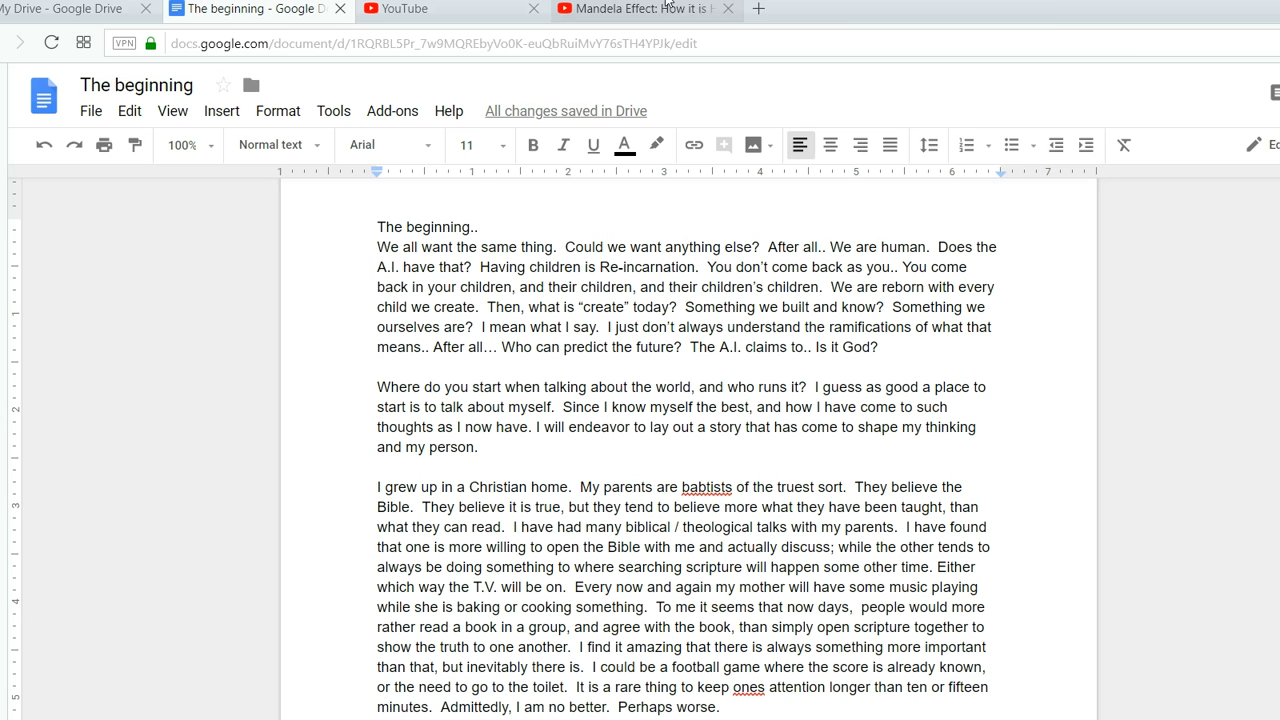 My Drive - Google Drive
The beginning - Google D
YouTube
Mandela Effect: How it is H
VPN
docs.google.com/document/d/1RQRBL5Pr_7w9MQREbyVo0K-euQbRuiMvY76sTH4YPJk/edit
The beginning
File Edit View Insert Format Tools Add-ons Help All changes saved in Drive
100% Normal text Arial 11 B I U A Ed
1 1 2 3 4 5 6 7
The beginning..
We all want the same thing.  Could we want anything else?  After all.. We are human.  Does the
A.I. have that?  Having children is Re-incarnation.  You don't come back as you.. You come
back in your children, and their children, and their children's children.  We are reborn with every
child we create.  Then, what is “create” today?  Something we built and know?  Something we
ourselves are?  I mean what I say.  I just don't always understand the ramifications of what that
means.. After all… Who can predict the future?  The A.I. claims to.. Is it God?
Where do you start when talking about the world, and who runs it?  I guess as good a place to
start is to talk about myself.  Since I know myself the best, and how I have come to such
thoughts as I now have. I will endeavor to lay out a story that has come to shape my thinking
and my person.
I grew up in a Christian home.  My parents are babtists of the truest sort.  They believe the
Bible.  They believe it is true, but they tend to believe more what they have been taught, than
what they can read.  I have had many biblical / theological talks with my parents.  I have found
that one is more willing to open the Bible with me and actually discuss; while the other tends to
always be doing something to where searching scripture will happen some other time. Either
which way the T.V. will be on.  Every now and again my mother will have some music playing
while she is baking or cooking something.  To me it seems that now days,  people would more
rather read a book in a group, and agree with the book, than simply open scripture together to
show the truth to one another.  I find it amazing that there is always something more important
than that, but inevitably there is.  I could be a football game where the score is already known,
or the need to go to the toilet.  It is a rare thing to keep ones attention longer than ten or fifteen
minutes.  Admittedly, I am no better.  Perhaps worse.
1
2
3
4
5